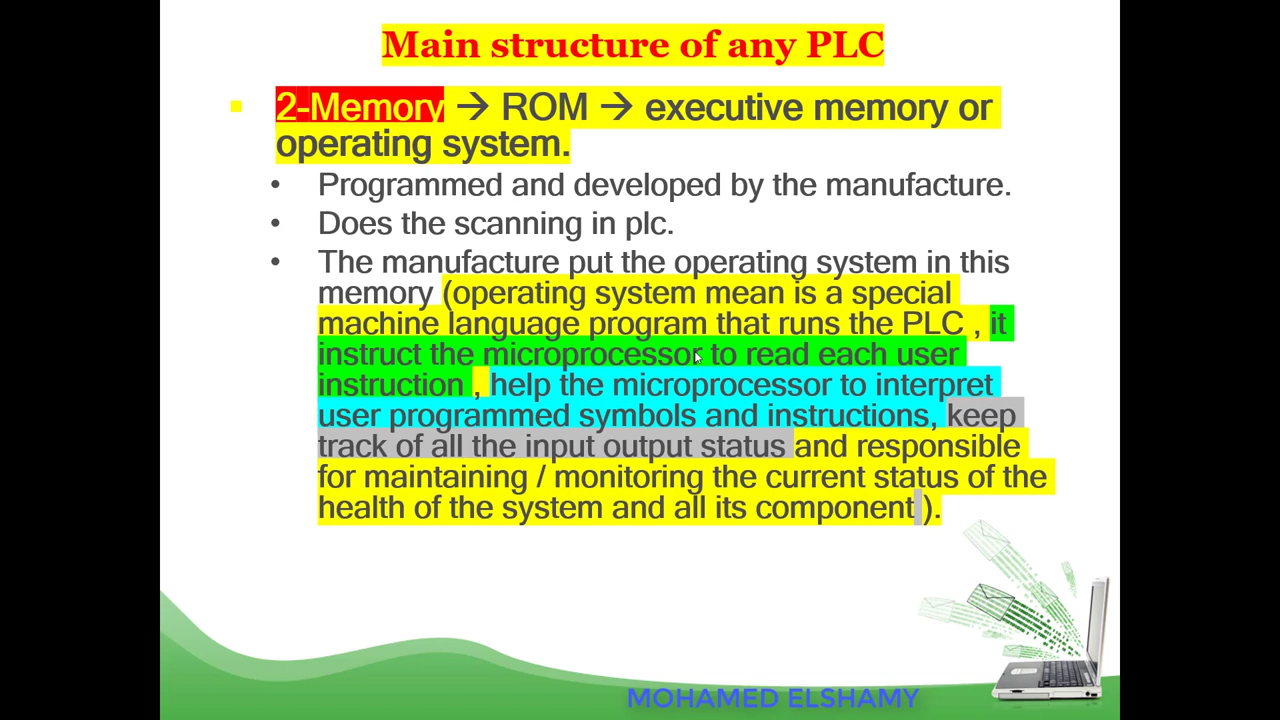 Main structure of any PLC
2-Memory → ROM → executive memory or
operating system.
• Programmed and developed by the manufacture.
• Does the scanning in plc.
• The manufacture put the operating system in this
memory (operating system mean is a special
machine language program that runs the PLC , it
instruct the microprocessor to read each user
instruction , help the microprocessor to interpret
user programmed symbols and instructions, keep
track of all the input output status and responsible
for maintaining / monitoring the current status of the
health of the system and all its component ).
MOHAMED ELSHAMY